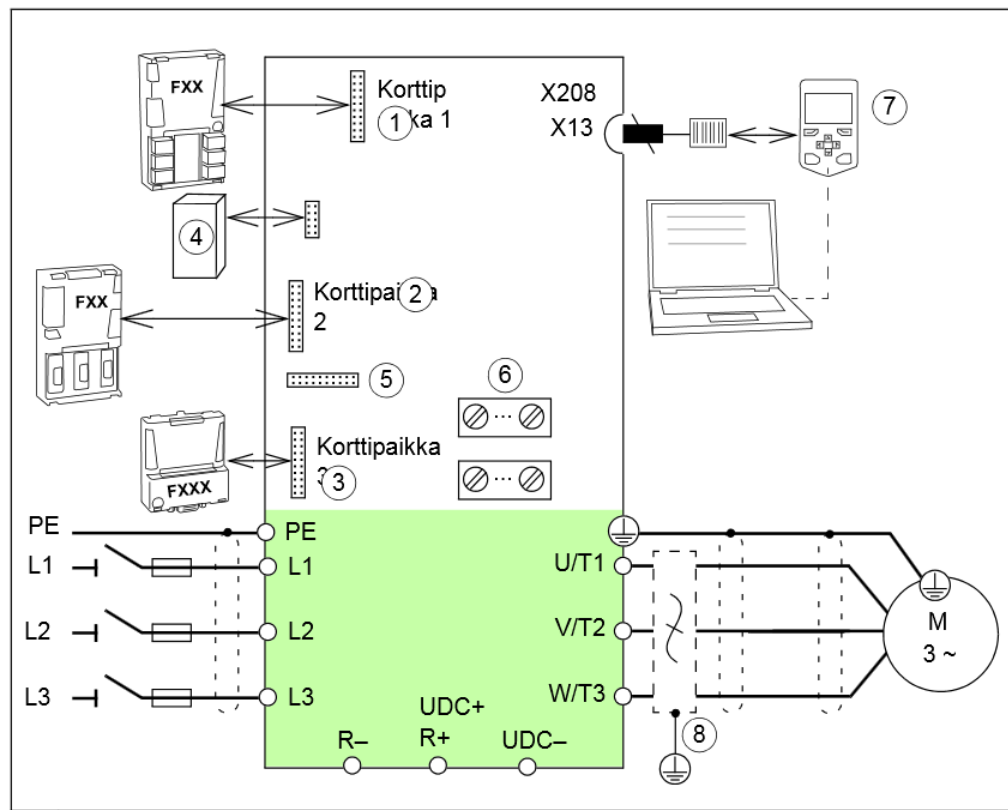 FXX
Korttip
ka 1
1
X208
X13
7
4
FXX
Korttipai
2
2
5
6
FXXX
Korttipaikka
3
PE
PE
L1
L1
U/T1
L2
L2
V/T2
M
3 ~
L3
L3
W/T3
UDC+
R–
R+
UDC–
8